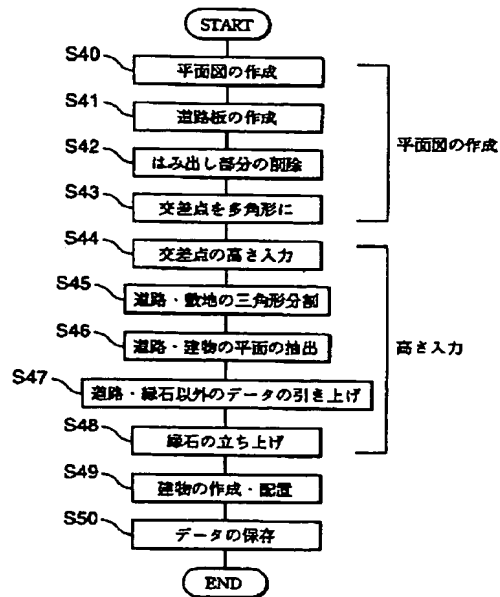 START
S40
平面図の作成
S41
道路板の作成
S42
はみ出し部分の削除
S43
交差点を多角形に
平面図の作成
S44
交差点の高さ入力
S45
道路・敷地の三角形分割
S46
道路・建物の平面の抽出
S47
道路・縁石以外のデータの引き上げ
S48
縁石の立ち上げ
高さ入力
S49
建物の作成・配置
S50
データの保存
END